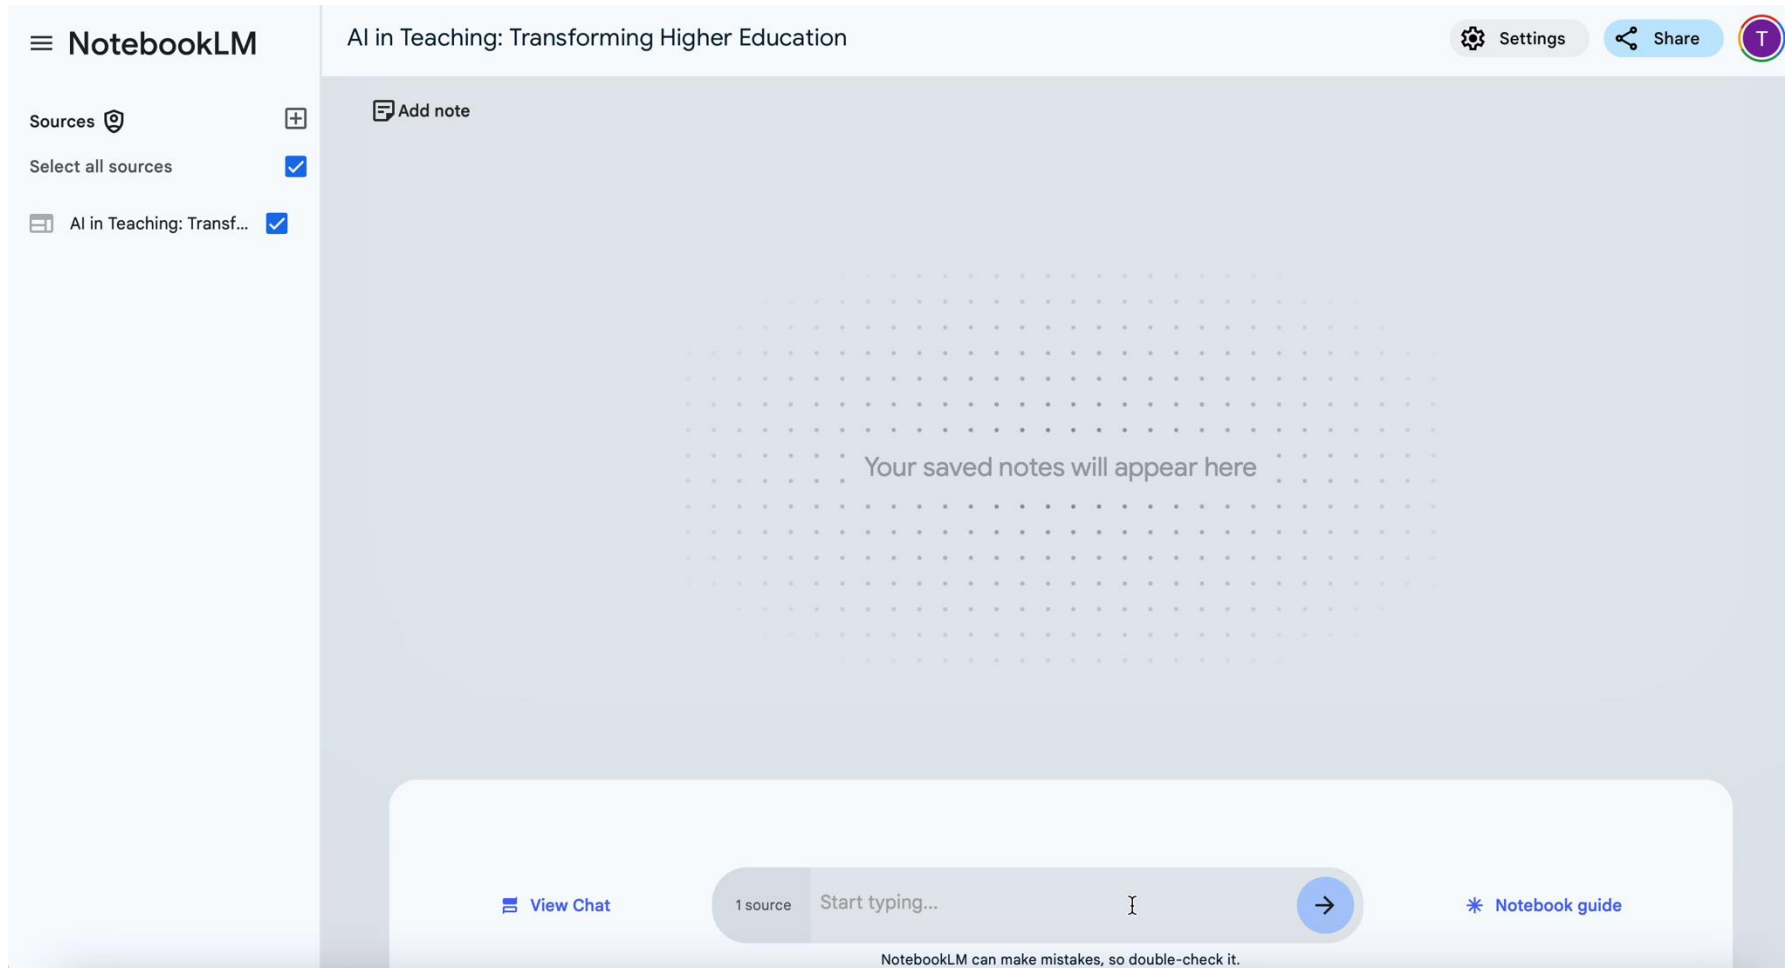 NotebookLM
AI in Teaching: Transforming Higher Education
Settings
Share
T
Sources
Select all sources
AI in Teaching: Transf...
Add note
Your saved notes will appear here
View Chat
1 source
Start typing...
Notebook guide
NotebookLM can make mistakes, so double-check it.